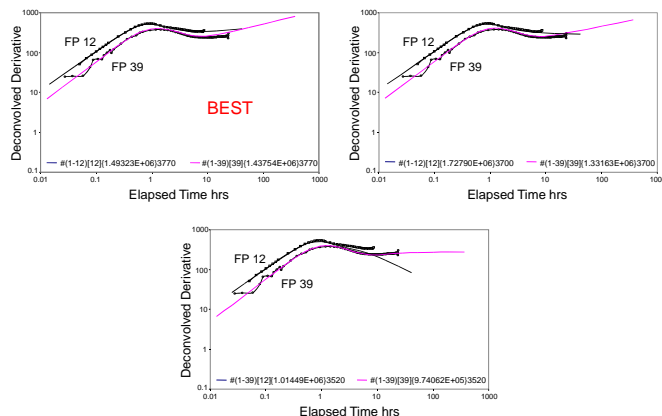 1000
100
10
1
0.1
Deconvolved Derivative
FP 12
FP 39
BEST
#(1-12)[12]{1.49323E+06}3770 #(1-39)[39]{1.43754E+06}3770
0.01 0.1 1 10 100 1000
Elapsed Time hrs
1000
100
10
1
0.1
Deconvolved Derivative
FP 12
FP 39
#(1-12)[12]{1.72790E+06}3700 #(1-39)[39]{1.33163E+06}3700
0.01 0.1 1 10 100
Elapsed Time hrs
1000
100
10
1
0.1
Deconvolved Derivative
FP 12
FP 39
#(1-39)[12]{1.01449E+06}3520 #(1-39)[39]{9.74062E+05}3520
0.01 0.1 1 10 100 1000
Elapsed Time hrs